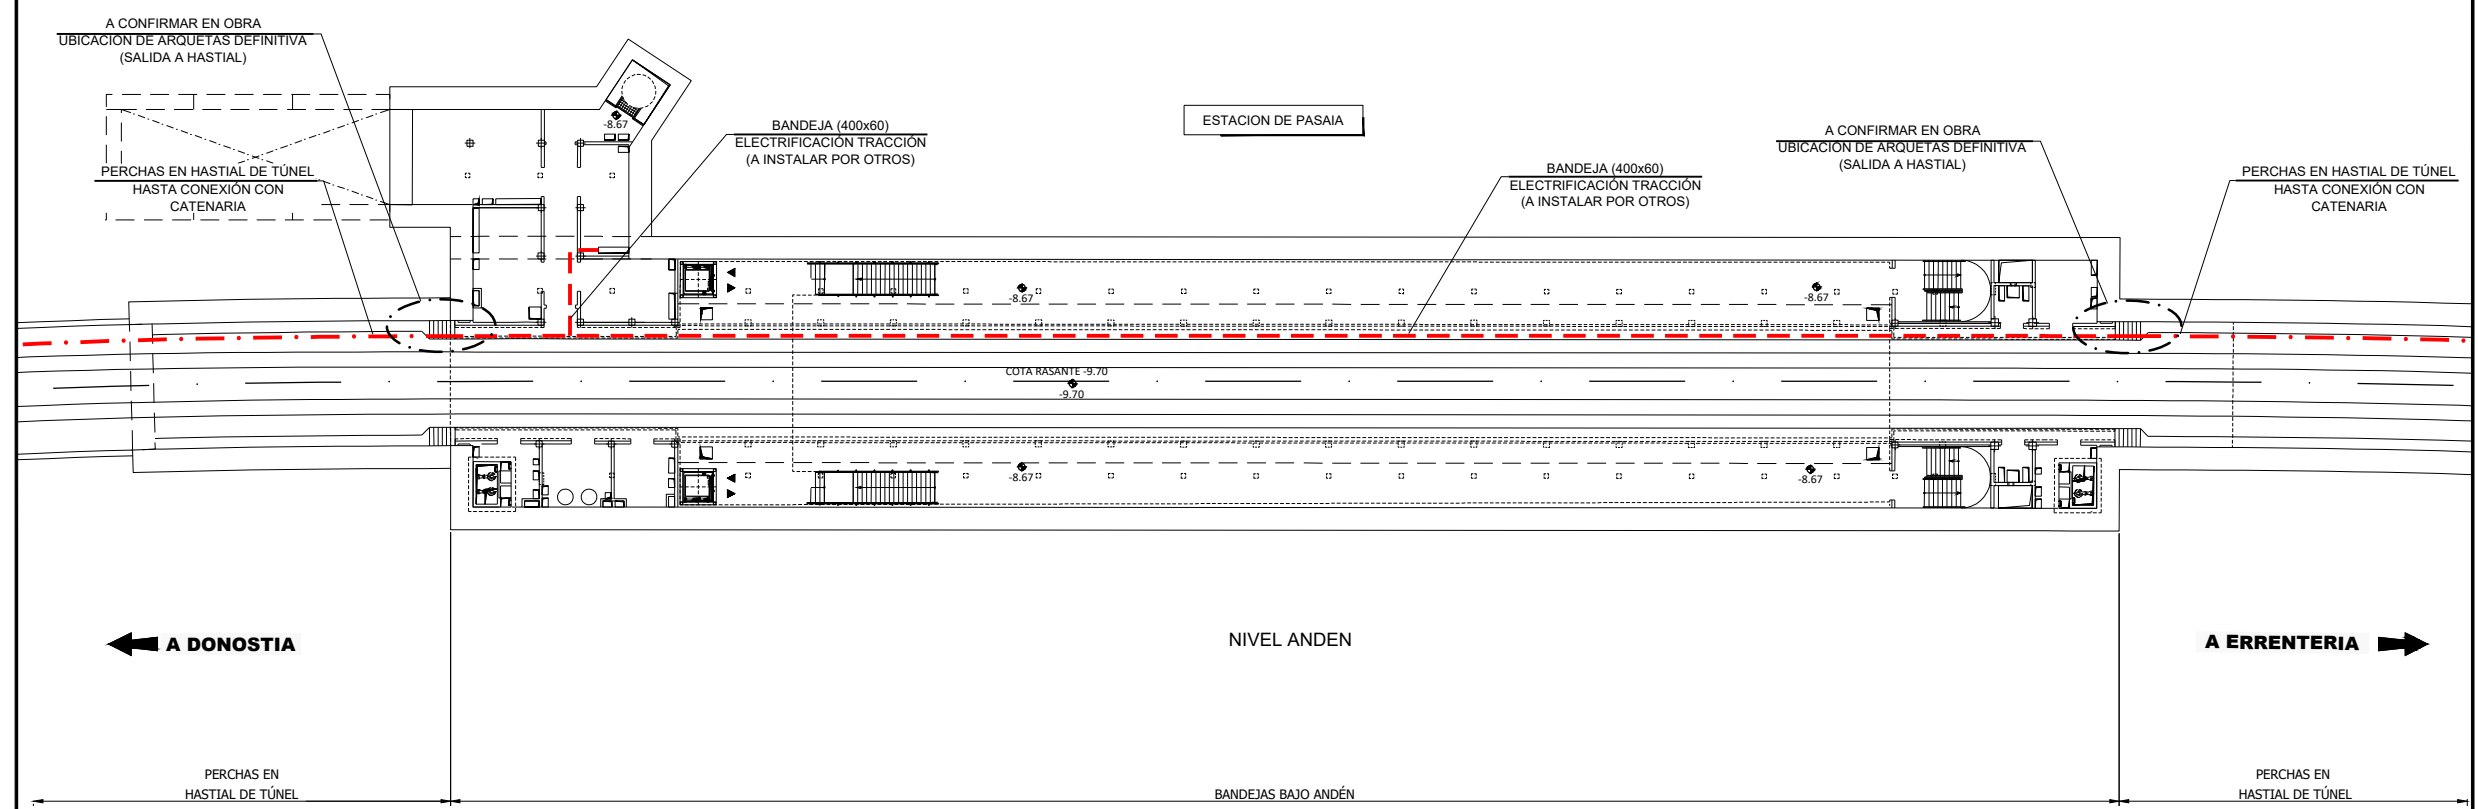 A CONFIRMAR EN OBRA
UBICACIÓN DE ARQUETAS DEFINITIVA
(SALIDA A HASTIAL)
-8.67
BANDEJA (400x60)
ELECTRIFICACIÓN TRACCIÓN
(A INSTALAR POR OTROS)
ESTACION DE PASAIA
A CONFIRMAR EN OBRA
UBICACIÓN DE ARQUETAS DEFINITIVA
(SALIDA A HASTIAL)
PERCHAS EN HASTIAL DE TÚNEL
HASTA CONEXIÓN CON
CATENARIA
BANDEJA (400x60)
ELECTRIFICACIÓN TRACCIÓN
(A INSTALAR POR OTROS)
PERCHAS EN HASTIAL DE TÚNEL
HASTA CONEXIÓN CON
CATENARIA
-8.67
-8.67
COTA RASANTE -9.70
-9.70
-8.67
-8.67
A DONOSTIA
NIVEL ANDEN
A ERRENTERIA
PERCHAS EN
HASTIAL DE TÚNEL
BANDEJAS BAJO ANDÉN
PERCHAS EN
HASTIAL DE TÚNEL